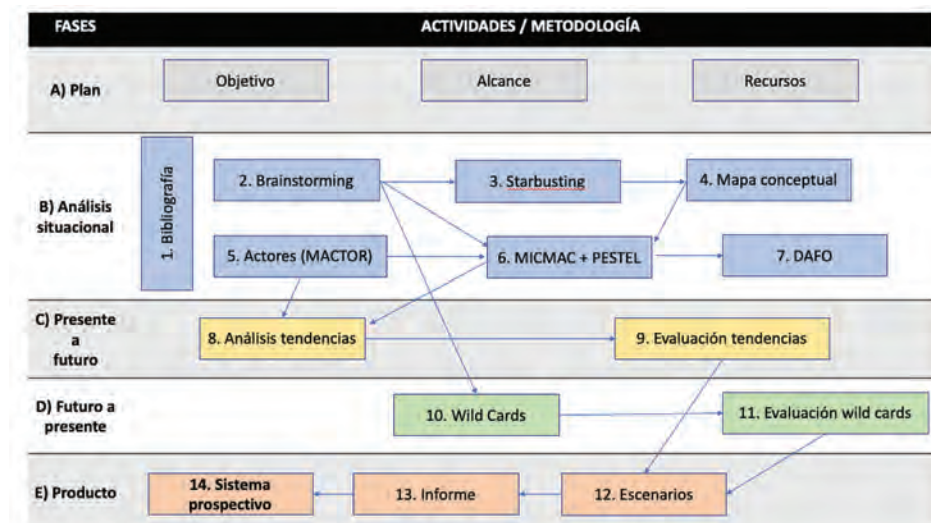 FASES
ACTIVIDADES / METODOLOGÍA
A) Plan
Objetivo
Alcance
Recursos
B) Análisis
situacional
1. Bibliografía
2. Brainstorming
3. Starbusting
4. Mapa conceptual
5. Actores (MACTOR)
6. MICMAC + PESTEL
7. DAFO
C) Presente
a
futuro
8. Análisis tendencias
9. Evaluación tendencias
D) Futuro a
presente
10. Wild Cards
11. Evaluación wild cards
E) Producto
14. Sistema
prospectivo
13. Informe
12. Escenarios